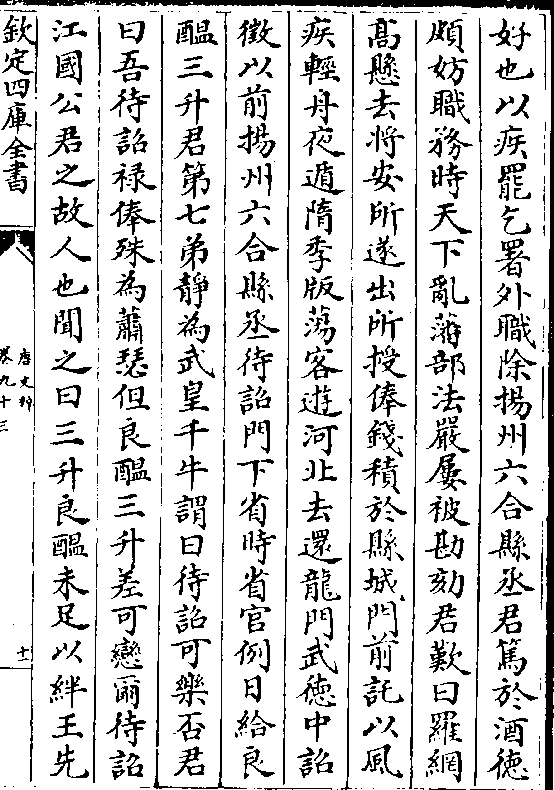 好也以疾罷乞署外職除揚州六合縣丞君篤於酒德
頗妨職務時天下亂藩部法嚴屢被勘劾君歎曰羅網
髙懸去將安所遂出所授俸錢積於縣城門前託以風
疾輕舟夜遁隋季版蕩客遊河北去還龍門武德中詔
徵以前揚州六合縣丞待詔門下省時省官例日給良
醖三升君第七弟靜為武皇千牛謂曰待詔可樂否君
曰吾待詔禄俸殊為蕭瑟但良醖三升差可戀爾待詔
江國公君之故人也聞之曰三升良醖未足以絆王先
欽定四庫全書
唐文粹
卷九十三
十一